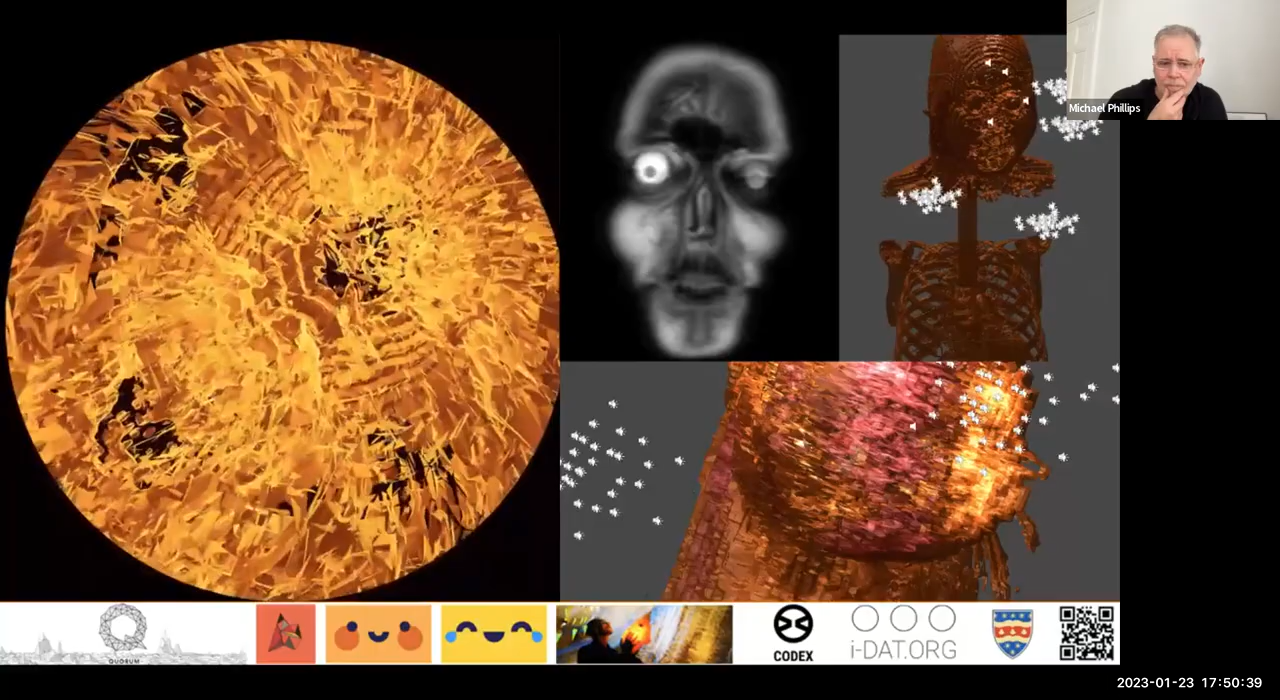 Michael Phillips
QUORUM
CODEX
i-DAT.ORG
2023-01-23 17:50:39